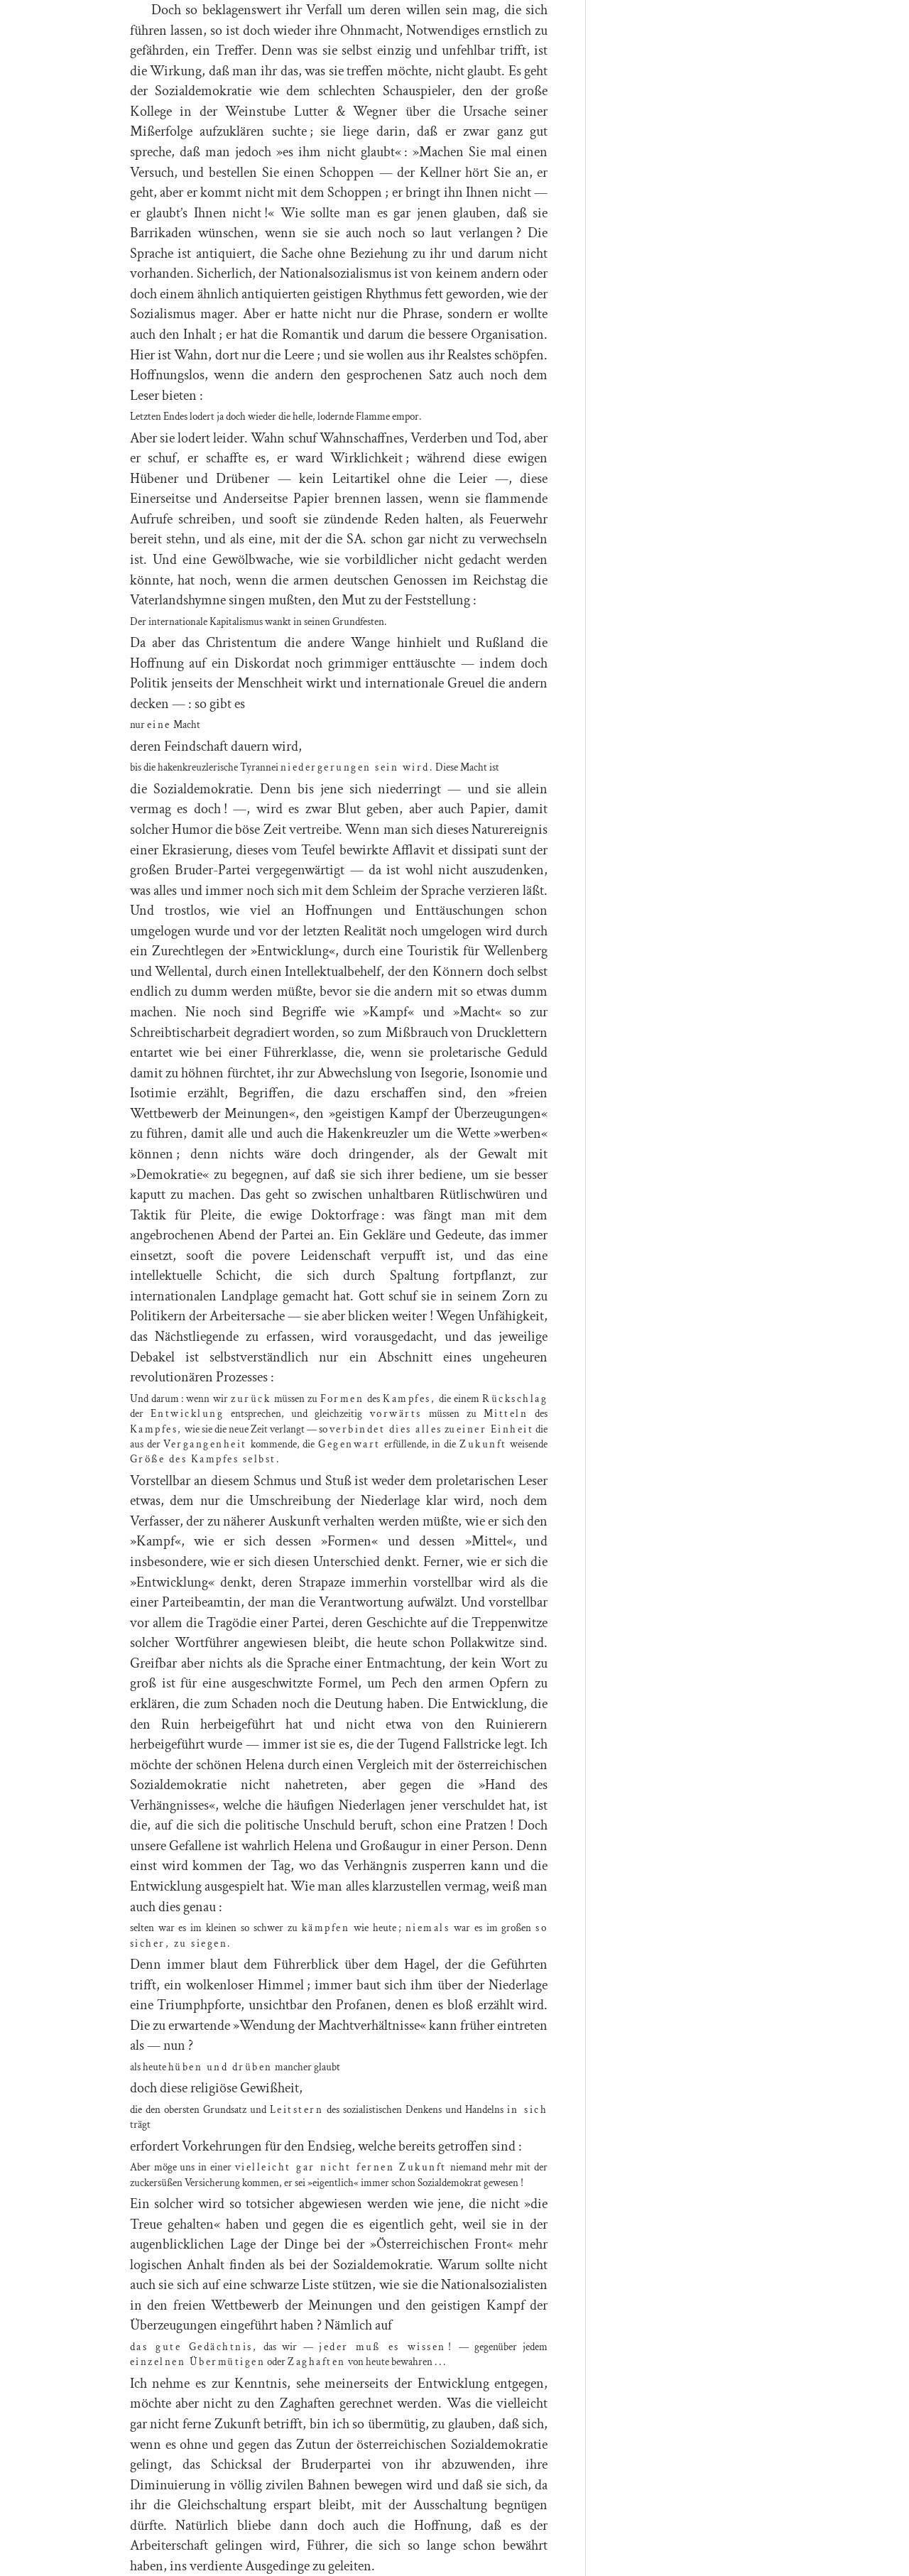 Doch so beklagenswert ihr Verfall um deren willen sein mag, die sich
führen lassen, so ist doch wieder ihre Ohnmacht, Notwendiges ernstlich zu
gefährden, ein Treffer. Denn was sie selbst einzig und unfehlbar trifft, ist
die Wirkung, daß man ihr das, was sie treffen möchte, nicht glaubt. Es geht
der Sozialdemokratie wie dem schlechten Schauspieler, den der große
Kollege in der Weinstube Lutter & Wegner über die Ursache seiner
Mißerfolge aufzuklären suchte ; sie liege darin, daß er zwar ganz gut
spreche, daß man jedoch »es ihm nicht glaubt« : »Machen Sie mal einen
Versuch, und bestellen Sie einen Schoppen — der Kellner hört Sie an, er
geht, aber er kommt nicht mit dem Schoppen ; er bringt ihn Ihnen nicht —
er glaubt’s Ihnen nicht !« Wie sollte man es gar jenen glauben, daß sie
Barrikaden wünschen, wenn sie sie auch noch so laut verlangen ? Die
Sprache ist antiquiert, die Sache ohne Beziehung zu ihr und darum nicht
vorhanden. Sicherlich, der Nationalsozialismus ist von keinem andern oder
doch einem ähnlich antiquierten geistigen Rhythmus fett geworden, wie der
Sozialismus mager. Aber er hatte nicht nur die Phrase, sondern er wollte
auch den Inhalt ; er hat die Romantik und darum die bessere Organisation.
Hier ist Wahn, dort nur die Leere ; und sie wollen aus ihr Realstes schöpfen.
Hoffnungslos, wenn die andern den gesprochenen Satz auch noch dem
Leser bieten :
Letzten Endes lodert ja doch wieder die helle, lodernde Flamme empor.
Aber sie lodert leider. Wahn schuf Wahnschaffnes, Verderben und Tod, aber
er schuf, er schaffte es, er ward Wirklichkeit ; während diese ewigen
Hübener und Drübener — kein Leitartikel ohne die Leier —, diese
Einerseitse und Anderseitse Papier brennen lassen, wenn sie flammende
Aufrufe schreiben, und sooft sie zündende Reden halten, als Feuerwehr
bereit stehn, und als eine, mit der die SA. schon gar nicht zu verwechseln
ist. Und eine Gewölbwache, wie sie vorbildlicher nicht gedacht werden
könnte, hat noch, wenn die armen deutschen Genossen im Reichstag die
Vaterlandshymne singen mußten, den Mut zu der Feststellung :
Der internationale Kapitalismus wankt in seinen Grundfesten.
Da aber das Christentum die andere Wange hinhielt und Rußland die
Hoffnung auf ein Diskordat noch grimmiger enttäuschte — indem doch
Politik jenseits der Menschheit wirkt und internationale Greuel die andern
decken — : so gibt es
nur eine Macht
deren Feindschaft dauern wird,
bis die hakenkreuzlerische Tyrannei niedergerungen sein wird. Diese Macht ist
die Sozialdemokratie. Denn bis jene sich niederringt — und sie allein
vermag es doch ! —, wird es zwar Blut geben, aber auch Papier, damit
solcher Humor die böse Zeit vertreibe. Wenn man sich dieses Naturereignis
einer Ekrasierung, dieses vom Teufel bewirkte Afflavit et dissipati sunt der
großen Bruder-Partei vergegenwärtigt — da ist wohl nicht auszudenken,
was alles und immer noch sich mit dem Schleim der Sprache verzieren läßt.
Und trostlos, wie viel an Hoffnungen und Enttäuschungen schon
umgelogen wurde und vor der letzten Realität noch umgelogen wird durch
ein Zurechtlegen der »Entwicklung«, durch eine Touristik für Wellenberg
und Wellental, durch einen Intellektualbehelf, der den Könnern doch selbst
endlich zu dumm werden müßte, bevor sie die andern mit so etwas dumm
machen. Nie noch sind Begriffe wie »Kampf« und »Macht« so zur
Schreibtischarbeit degradiert worden, so zum Mißbrauch von Drucklettern
entartet wie bei einer Führerklasse, die, wenn sie proletarische Geduld
damit zu höhnen fürchtet, ihr zur Abwechslung von Isegorie, Isonomie und
Isotimie erzählt, Begriffen, die dazu erschaffen sind, den »freien
Wettbewerb der Meinungen«, den »geistigen Kampf der Überzeugungen«
zu führen, damit alle und auch die Hakenkreuzler um die Wette »werben«
können ; denn nichts wäre doch dringender, als der Gewalt mit
»Demokratie« zu begegnen, auf daß sie sich ihrer bediene, um sie besser
kaputt zu machen. Das geht so zwischen unhaltbaren Rütlischwüren und
Taktik für Pleite, die ewige Doktorfrage : was fängt man mit dem
angebrochenen Abend der Partei an. Ein Gekläre und Gedeute, das immer
einsetzt, sooft die povere Leidenschaft verpufft ist, und das eine
intellektuelle Schicht, die sich durch Spaltung fortpflanzt, zur
internationalen Landplage gemacht hat. Gott schuf sie in seinem Zorn zu
Politikern der Arbeitersache — sie aber blicken weiter ! Wegen Unfähigkeit,
das Nächstliegende zu erfassen, wird vorausgedacht, und das jeweilige
Debakel ist selbstverständlich nur ein Abschnitt eines ungeheuren
revolutionären Prozesses :
Und darum : wenn wir zurück müssen zu Formen des Kampfes, die einem Rückschlag
der Entwicklung entsprechen, und gleichzeitig vorwärts müssen zu Mitteln des
Kampfes, wie sie die neue Zeit verlangt — so verbindet dies alles zu einer Einheit die
aus der Vergangenheit kommende, die Gegenwart erfüllende, in die Zukunft weisende
Größe des Kampfes selbst.
Vorstellbar an diesem Schmus und Stuß ist weder dem proletarischen Leser
etwas, dem nur die Umschreibung der Niederlage klar wird, noch dem
Verfasser, der zu näherer Auskunft verhalten werden müßte, wie er sich den
»Kampf«, wie er sich dessen »Formen« und dessen »Mittel«, und
insbesondere, wie er sich diesen Unterschied denkt. Ferner, wie er sich die
»Entwicklung« denkt, deren Strapaze immerhin vorstellbar wird als die
einer Parteibeamtin, der man die Verantwortung aufwälzt. Und vorstellbar
vor allem die Tragödie einer Partei, deren Geschichte auf die Treppenwitze
solcher Wortführer angewiesen bleibt, die heute schon Pollakwitze sind.
Greifbar aber nichts als die Sprache einer Entmachtung, der kein Wort zu
groß ist für eine ausgeschwitzte Formel, um Pech den armen Opfern zu
erklären, die zum Schaden noch die Deutung haben. Die Entwicklung, die
den Ruin herbeigeführt hat und nicht etwa von den Ruinierern
herbeigeführt wurde — immer ist sie es, die der Tugend Fallstricke legt. Ich
möchte der schönen Helena durch einen Vergleich mit der österreichischen
Sozialdemokratie nicht nahetreten, aber gegen die »Hand des
Verhängnisses«, welche die häufigen Niederlagen jener verschuldet hat, ist
die, auf die sich die politische Unschuld beruft, schon eine Pratzen ! Doch
unsere Gefallene ist wahrlich Helena und Großaugur in einer Person. Denn
einst wird kommen der Tag, wo das Verhängnis zusperren kann und die
Entwicklung ausgespielt hat. Wie man alles klarzustellen vermag, weiß man
auch dies genau :
selten war es im kleinen so schwer zu kämpfen wie heute ; niemals war es im großen so
sicher, zu siegen.
Denn immer blaut dem Führerblick über dem Hagel, der die Geführten
trifft, ein wolkenloser Himmel ; immer baut sich ihm über der Niederlage
eine Triumphpforte, unsichtbar den Profanen, denen es bloß erzählt wird.
Die zu erwartende »Wendung der Machtverhältnisse« kann früher eintreten
als — nun ?
als heute hüben und drüben mancher glaubt
doch diese religiöse Gewißheit,
die den obersten Grundsatz und Leitstern des sozialistischen Denkens und Handelns in sich
trägt
erfordert Vorkehrungen für den Endsieg, welche bereits getroffen sind :
Aber möge uns in einer vielleicht gar nicht fernen Zukunft niemand mehr mit der
zuckersüßen Versicherung kommen, er sei »eigentlich« immer schon Sozialdemokrat gewesen !
Ein solcher wird so totsicher abgewiesen werden wie jene, die nicht »die
Treue gehalten« haben und gegen die es eigentlich geht, weil sie in der
augenblicklichen Lage der Dinge bei der »Österreichischen Front« mehr
logischen Anhalt finden als bei der Sozialdemokratie. Warum sollte nicht
auch sie sich auf eine schwarze Liste stützen, wie sie die Nationalsozialisten
in den freien Wettbewerb der Meinungen und den geistigen Kampf der
Überzeugungen eingeführt haben ? Nämlich auf
das gute Gedächtnis, das wir — jeder muß es wissen ! — gegenüber jedem
einzelnen Übermütigen oder Zaghaften von heute bewahren . . .
Ich nehme es zur Kenntnis, sehe meinerseits der Entwicklung entgegen,
möchte aber nicht zu den Zaghaften gerechnet werden. Was die vielleicht
gar nicht ferne Zukunft betrifft, bin ich so übermütig, zu glauben, daß sich,
wenn es ohne und gegen das Zutun der österreichischen Sozialdemokratie
gelingt, das Schicksal der Bruderpartei von ihr abzuwenden, ihre
Diminuierung in völlig zivilen Bahnen bewegen wird und daß sie sich, da
ihr die Gleichschaltung erspart bleibt, mit der Ausschaltung begnügen
dürfte. Natürlich bliebe dann doch auch die Hoffnung, daß es der
Arbeiterschaft gelingen wird, Führer, die sich so lange schon bewährt
haben, ins verdiente Ausgedinge zu geleiten.